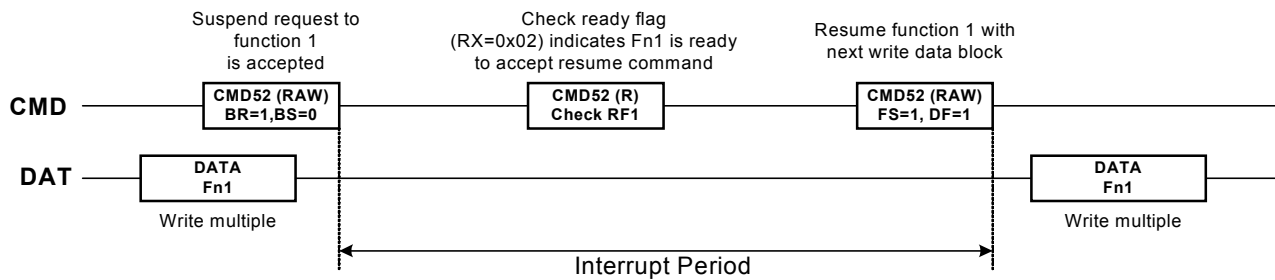 Suspend request to
function 1
is accepted
Check ready flag
(RX=0x02) indicates Fn1 is ready
to accept resume command
Resume function 1 with
next write data block
CMD
CMD52 (RAW)
BR=1,BS=0
CMD52 (R)
Check RF1
CMD52 (RAW)
FS=1, DF=1
DAT
DATA
Fn1
DATA
Fn1
Write multiple
Write multiple
Interrupt Period